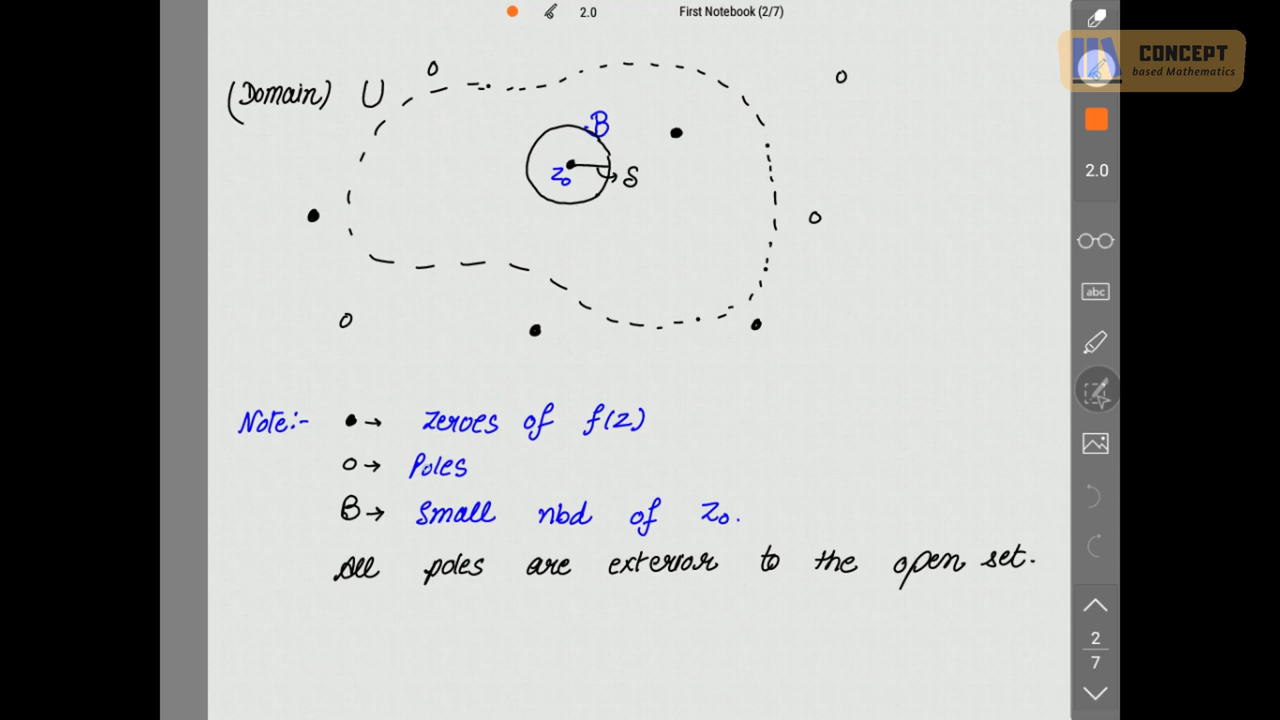 2.0 First Notebook (2/7)
CONCEPT
based Mathematics
(Domain) U
B
z₀
δ
2.0
abc
Note:- • → zeroes of f(z)
o → Poles
B → Small nbd of z₀.
All poles are exterior to the open set.
2
7